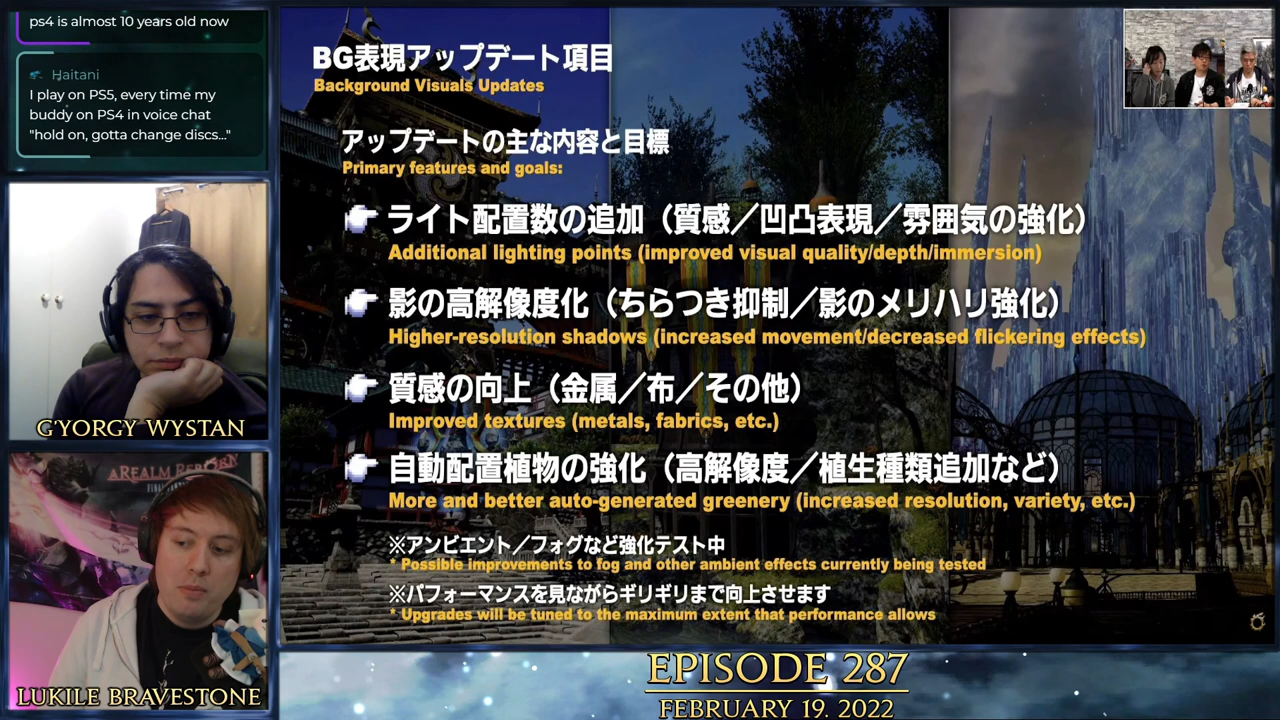 ps4 is almost 10 years old now
Haitani
I play on PS5, every time my
buddy on PS4 in voice chat
"hold on, gotta change discs..."
G'YORGY WYSTAN
A REALM REBORN
LUKILE BRAVESTONE
BG表現アップデート項目
Background Visuals Updates
アップデートの主な内容と目標
Primary features and goals:
ライト配置数の追加（質感／凹凸表現／雰囲気の強化）
Additional lighting points (improved visual quality/depth/immersion)
影の高解像度化（ちらつき抑制／影のメリハリ強化）
Higher-resolution shadows (increased movement/decreased flickering effects)
質感の向上（金属／布／その他）
Improved textures (metals, fabrics, etc.)
自動配置植物の強化（高解像度／植生種類追加など）
More and better auto-generated greenery (increased resolution, variety, etc.)
※アンビエント／フォグなど強化テスト中
* Possible improvements to fog and other ambient effects currently being tested
※パフォーマンスを見ながらギリギリまで向上させます
* Upgrades will be tuned to the maximum extent that performance allows
EPISODE 287
FEBRUARY 19, 2022